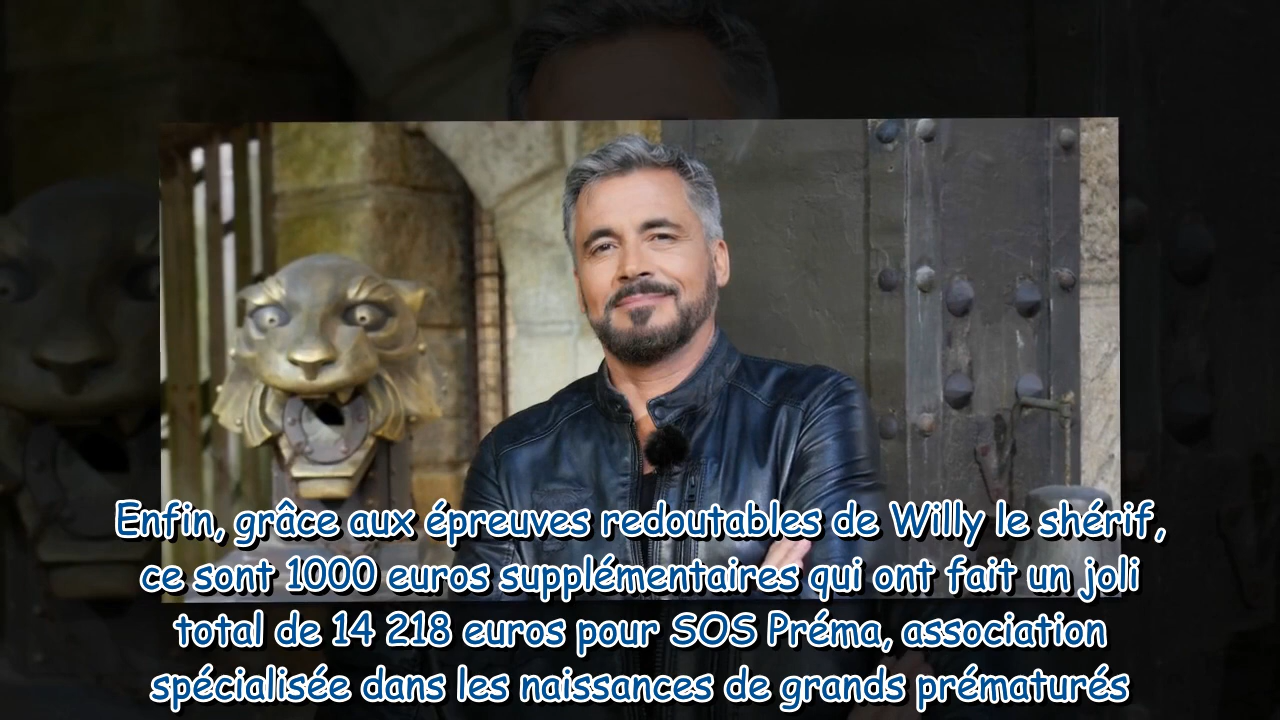 Enfin, grâce aux épreuves redoutables de Willy le shérif,
ce sont 1000 euros supplémentaires qui ont fait un joli
total de 14 218 euros pour SOS Préma, association
spécialisée dans les naissances de grands prématurés